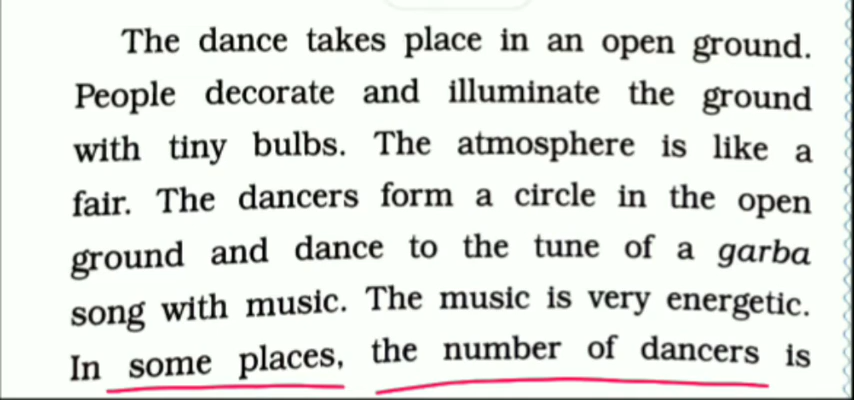 The dance takes place in an open ground.
People decorate and illuminate the ground
with tiny bulbs. The atmosphere is like a
fair. The dancers form a circle in the open
ground and dance to the tune of a garba
song with music. The music is very energetic.
In some places, the number of dancers is